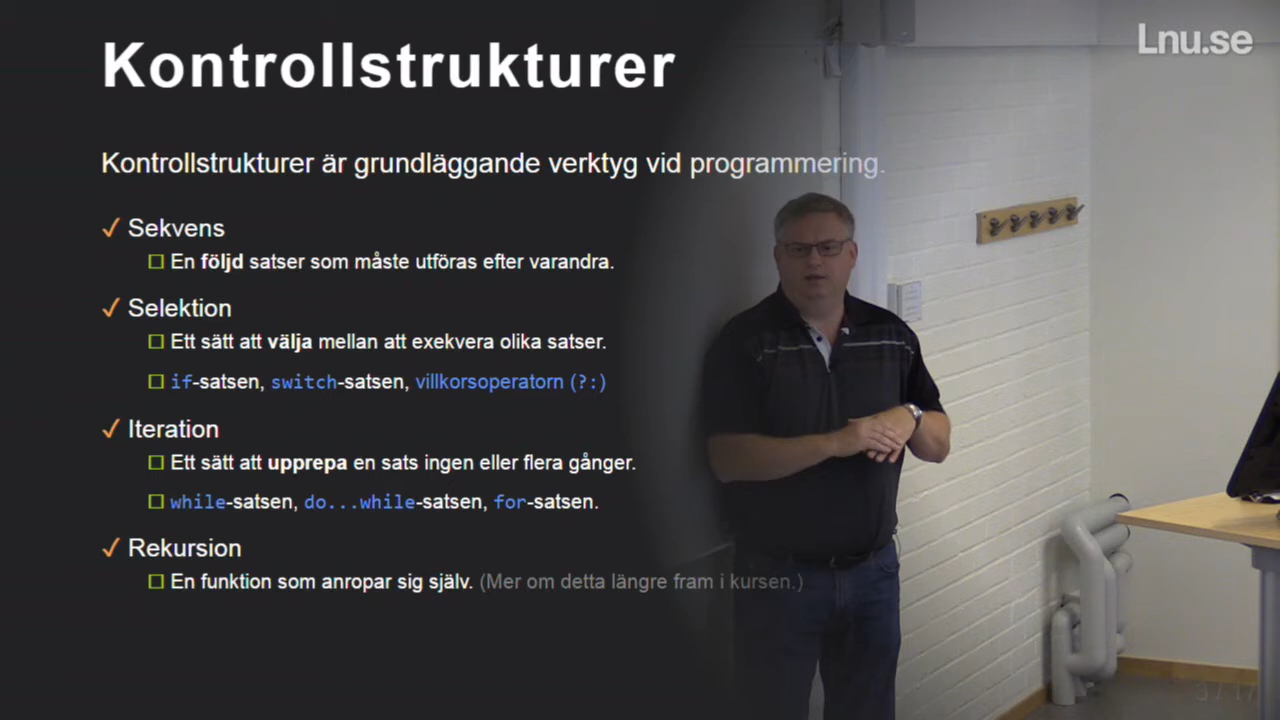 Kontrollstrukturer
Lnu.se
Kontrollstrukturer är grundläggande verktyg vid programmering.
✓ Sekvens
□ En följd satser som måste utföras efter varandra.
✓ Selektion
□ Ett sätt att välja mellan att exekvera olika satser.
□ if-satsen, switch-satsen, villkorsoperatorn (?:)
✓ Iteration
□ Ett sätt att upprepa en sats ingen eller flera gånger.
□ while-satsen, do...while-satsen, for-satsen.
✓ Rekursion
□ En funktion som anropar sig själv. (Mer om detta längre fram i kursen.)
3 / 17